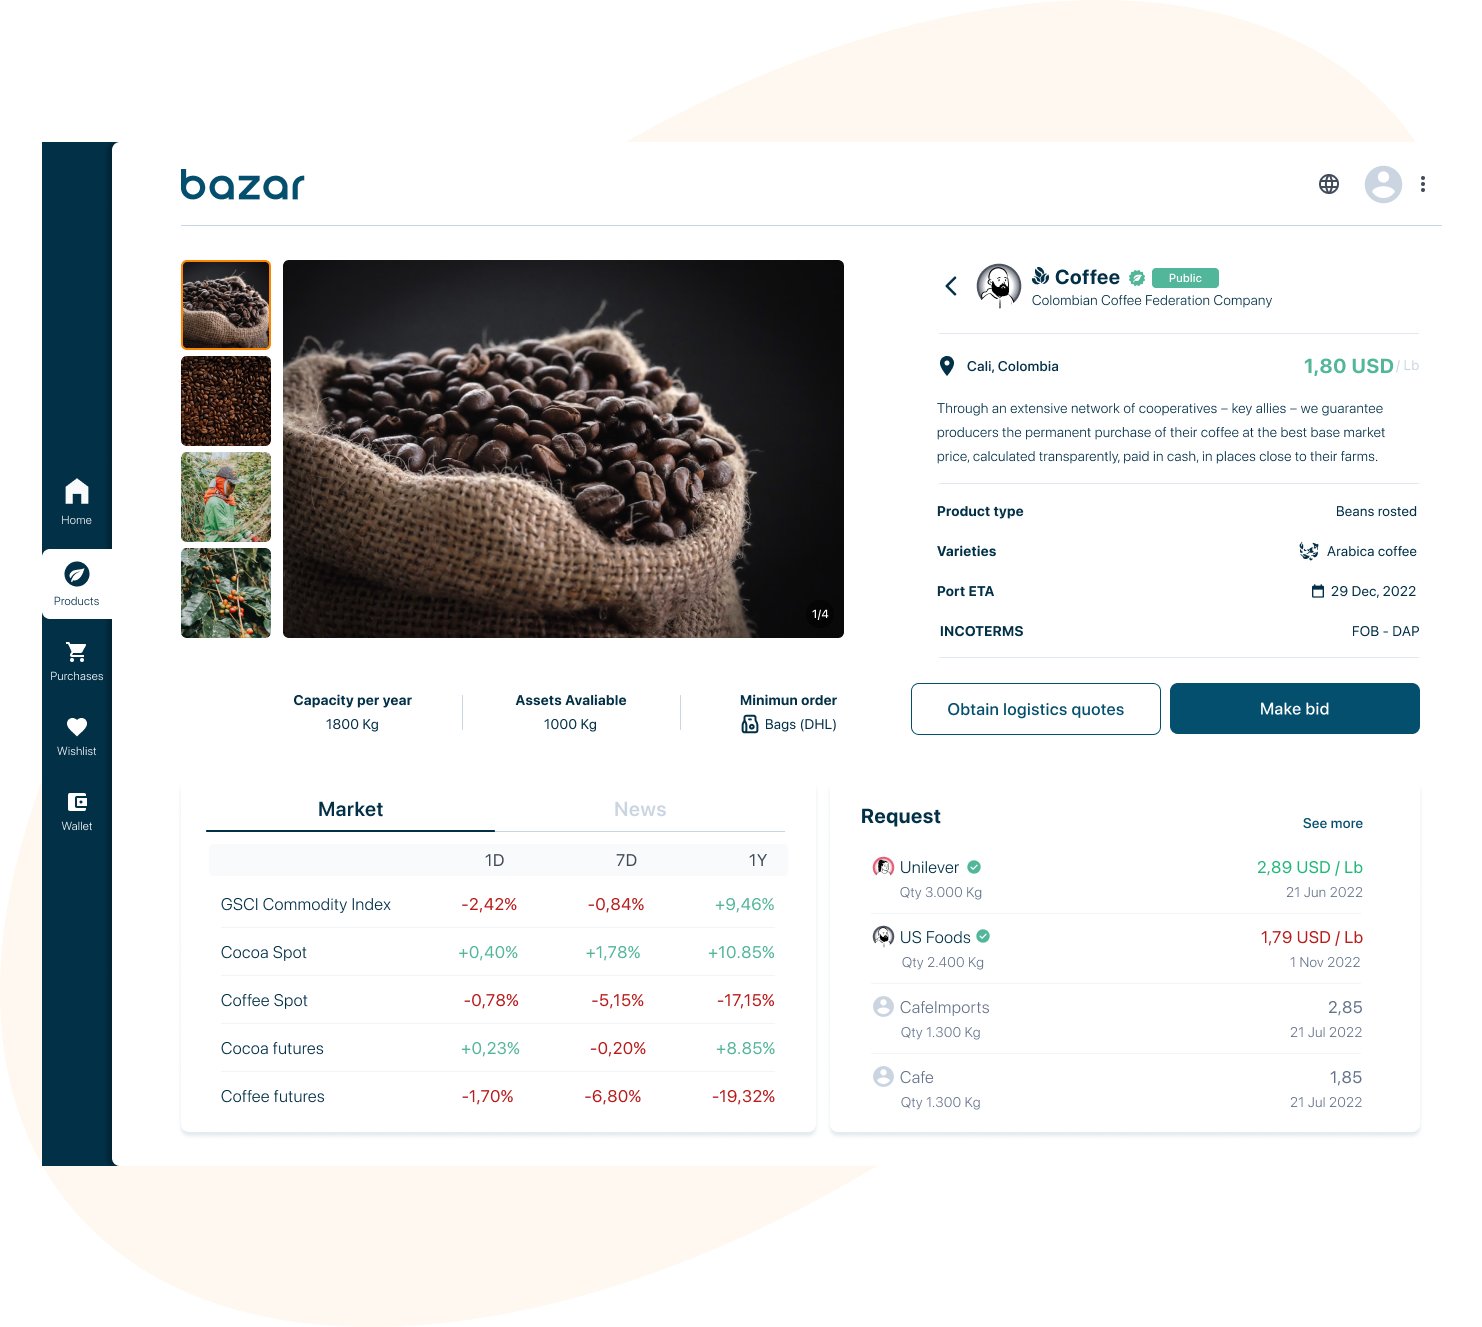 bazar
Home
Products
Purchases
Wishlist
Wallet
1/4
Coffee Public
Colombian Coffee Federation Company
Cali, Colombia 1,80 USD / Lb
Through an extensive network of cooperatives – key allies – we guarantee
producers the permanent purchase of their coffee at the best base market
price, calculated transparently, paid in cash, in places close to their farms.
Product type Beans rosted
Varieties Arabica coffee
Port ETA 29 Dec, 2022
INCOTERMS FOB - DAP
Capacity per year Assets Avaliable Minimun order
1800 Kg 1000 Kg Bags (DHL)
Obtain logistics quotes Make bid
Market News
1D 7D 1Y
GSCI Commodity Index -2,42% -0,84% +9,46%
Cocoa Spot +0,40% +1,78% +10.85%
Coffee Spot -0,78% -5,15% -17,15%
Cocoa futures +0,23% -0,20% +8.85%
Coffee futures -1,70% -6,80% -19,32%
Request
See more
Unilever 2,89 USD / Lb
Qty 3.000 Kg 21 Jun 2022
US Foods 1,79 USD / Lb
Qty 2.400 Kg 1 Nov 2022
CafeImports 2,85
Qty 1.300 Kg 21 Jul 2022
Cafe 1,85
Qty 1.300 Kg 21 Jul 2022